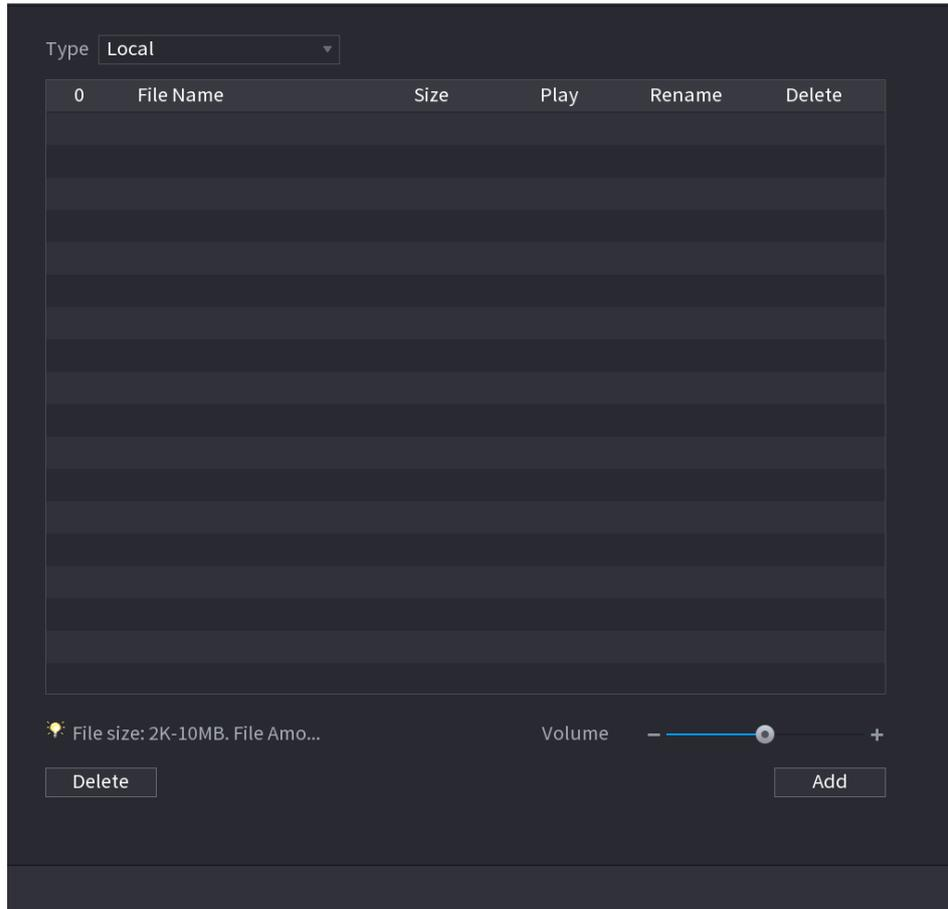 Type Local
0 File Name Size Play Rename Delete
File size: 2K-10MB. File Amo... Volume − +
Delete Add